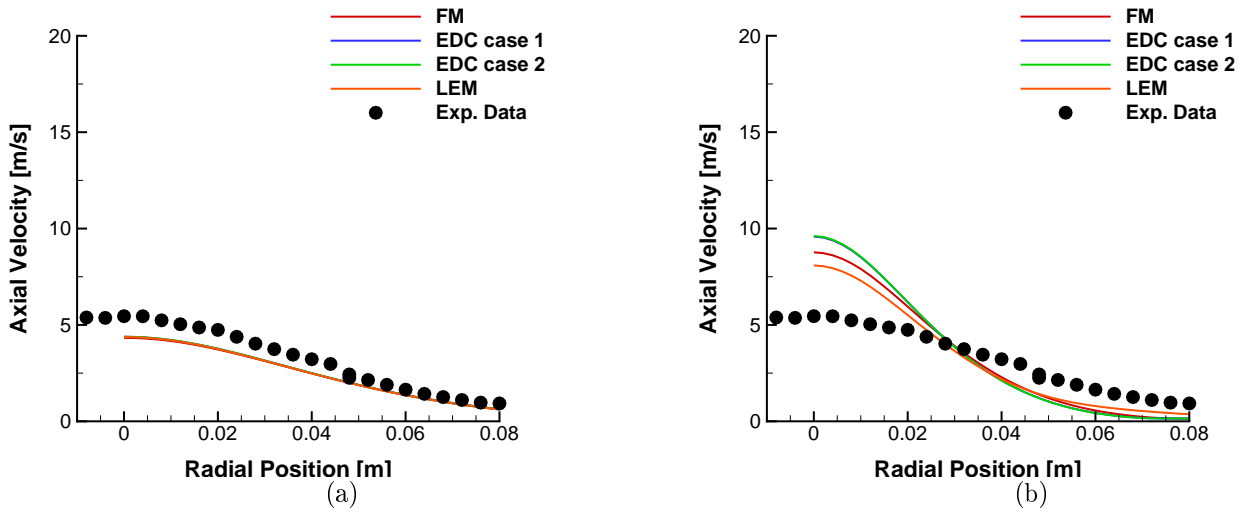 FM
EDC case 1
EDC case 2
LEM
Exp. Data
20
15
10
5
0
Axial Velocity [m/s]
0 0.02 0.04 0.06 0.08
Radial Position [m]
(a)
FM
EDC case 1
EDC case 2
LEM
Exp. Data
20
15
10
5
0
Axial Velocity [m/s]
0 0.02 0.04 0.06 0.08
Radial Position [m]
(b)